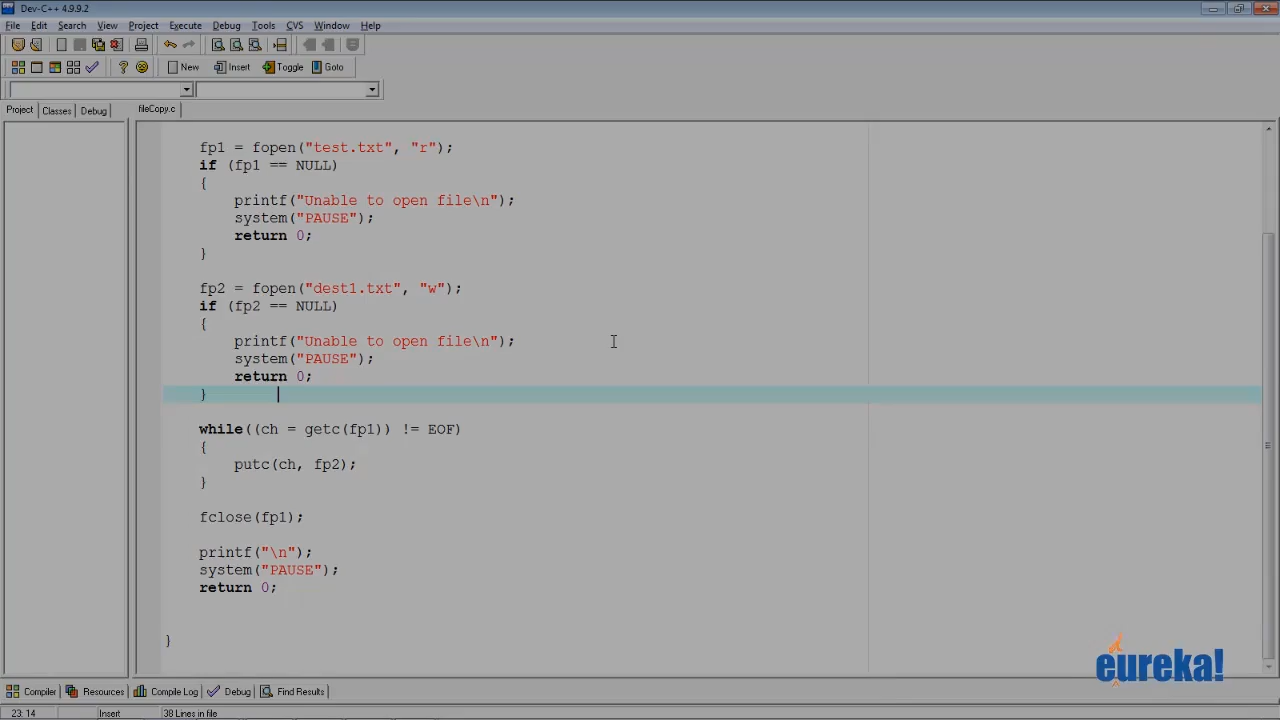 Dev-C++ 4.9.9.2
File Edit Search View Project Execute Debug Tools CVS Window Help
New Insert Toggle Goto
Project Classes Debug fileCopy.c
fp1 = fopen("test.txt", "r");
if (fp1 == NULL)
{
printf("Unable to open file\n");
system("PAUSE");
return 0;
}
fp2 = fopen("dest1.txt", "w");
if (fp2 == NULL)
{
printf("Unable to open file\n");
system("PAUSE");
return 0;
}
while((ch = getc(fp1)) != EOF)
{
putc(ch, fp2);
}
fclose(fp1);
printf("\n");
system("PAUSE");
return 0;
}
eureka!
Compiler Resources Compile Log Debug Find Results
23: 14 Insert 38 Lines in file